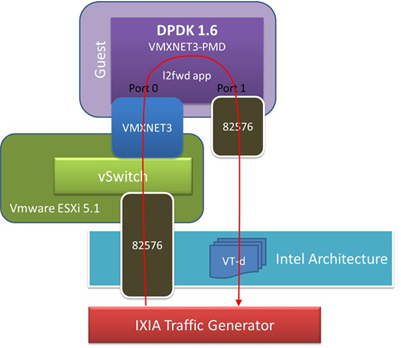 DPDK 1.6
VMXNET3-PMD
Guest
l2fwd app
Port 0
Port 1
VMXNET3
82576
vSwitch
Vmware ESXi 5.1
82576
VT-d
Intel Architecture
IXIA Traffic Generator